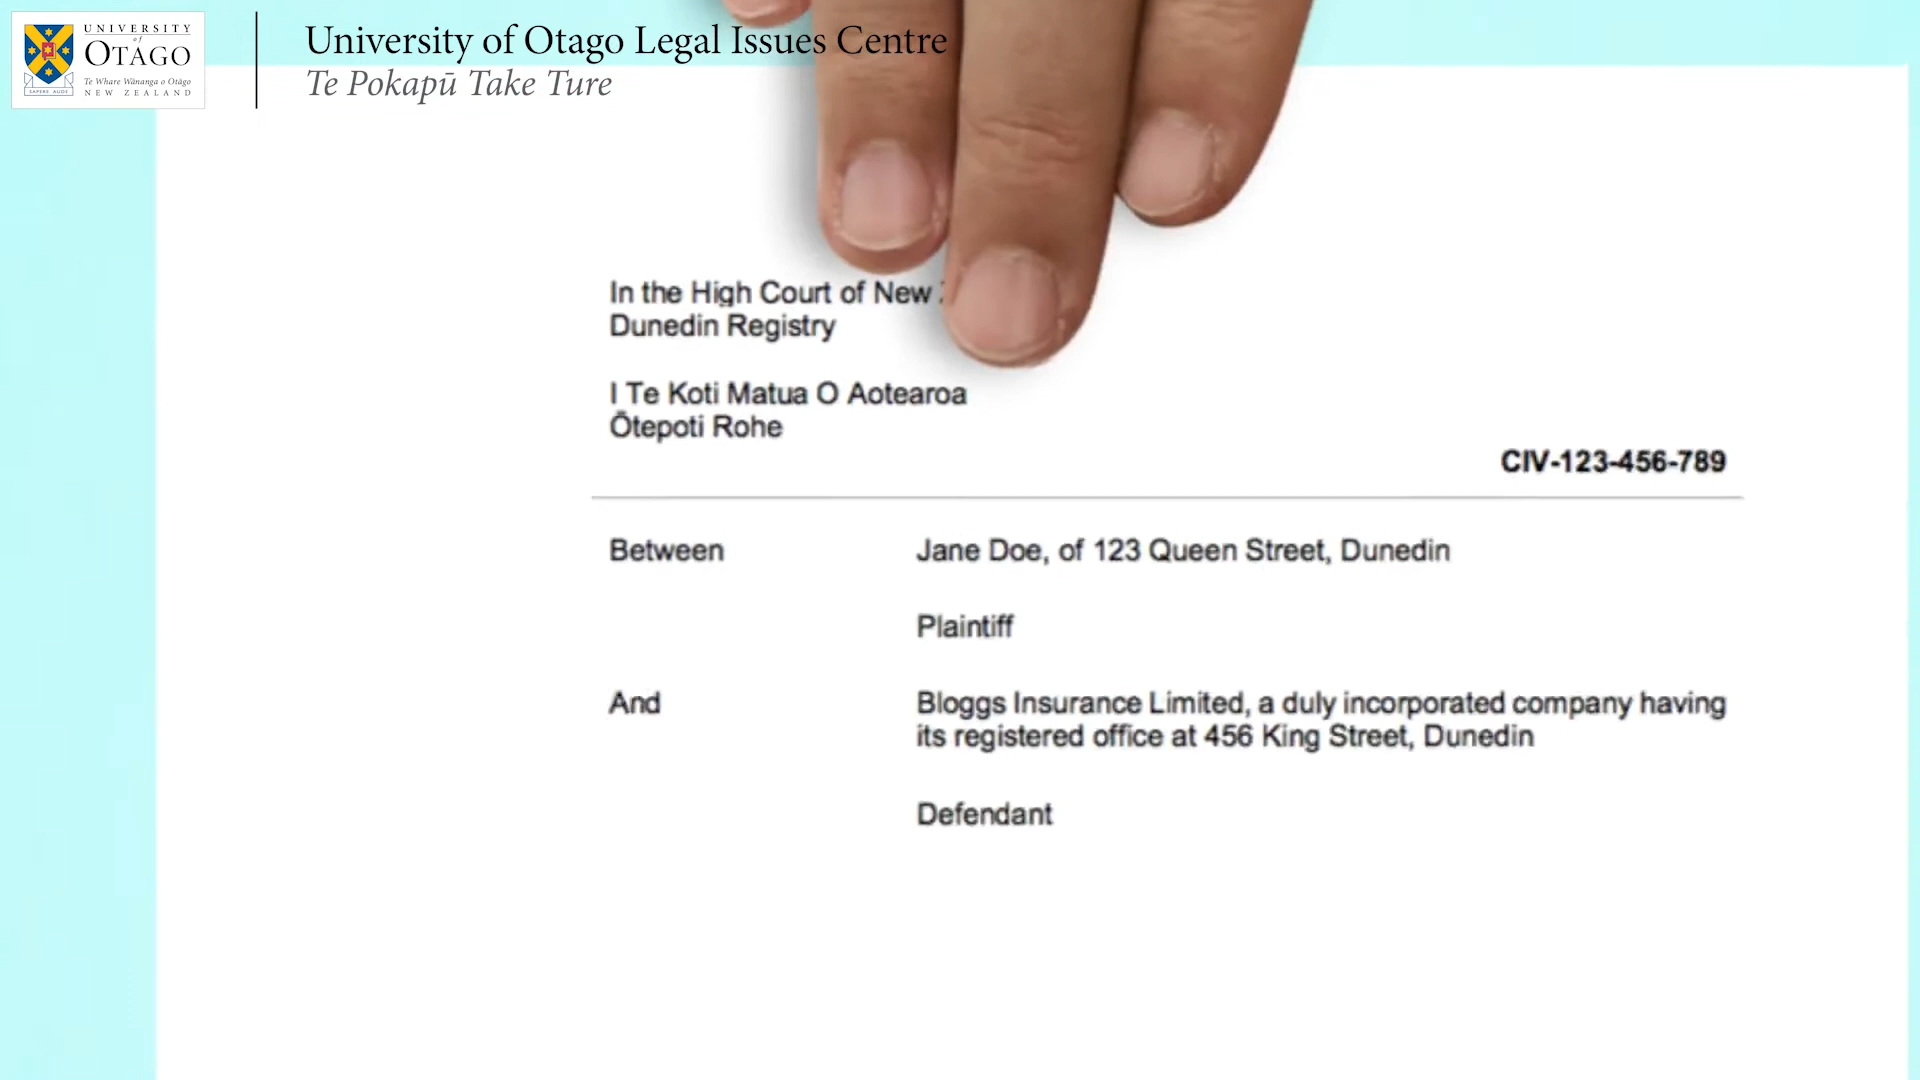 UNIVERSITY
of
OTAGO
Te Whare Wānanga o Otāgo
NEW ZEALAND
SAPERE AUDE
University of Otago Legal Issues Centre
Te Pokapū Take Ture
In the High Court of New
Dunedin Registry
I Te Koti Matua O Aotearoa
Ōtepoti Rohe
CIV-123-456-789
Between
Jane Doe, of 123 Queen Street, Dunedin
Plaintiff
And
Bloggs Insurance Limited, a duly incorporated company having
its registered office at 456 King Street, Dunedin
Defendant